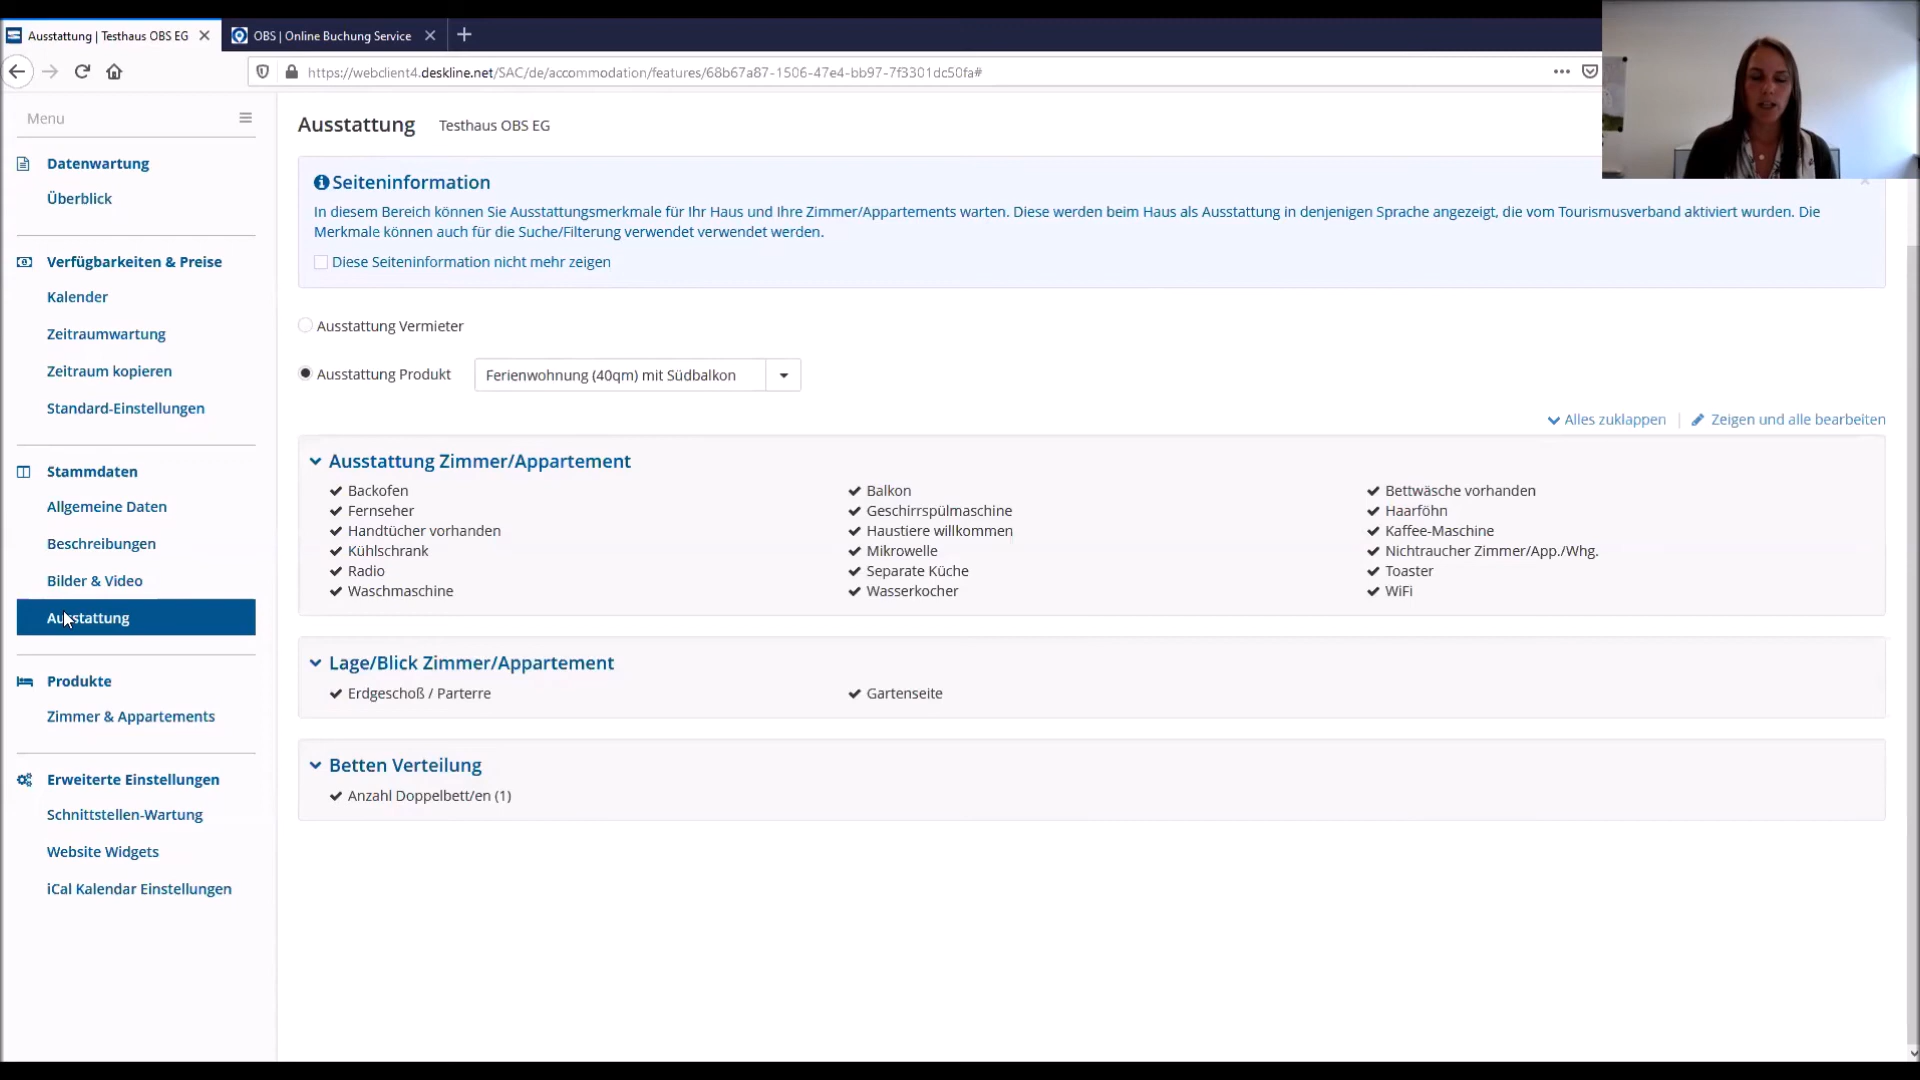 Ausstattung | Testhaus OBS EG
OBS | Online Buchung Service
https://webclient4.deskline.net/SAC/de/accommodation/features/68b67a87-1506-47e4-bb97-7f3301dc50fa#
Menu
Datenwartung
Überblick
Verfügbarkeiten & Preise
Kalender
Zeitraumwartung
Zeitraum kopieren
Standard-Einstellungen
Stammdaten
Allgemeine Daten
Beschreibungen
Bilder & Video
Ausstattung
Produkte
Zimmer & Appartements
Erweiterte Einstellungen
Schnittstellen-Wartung
Website Widgets
iCal Kalendar Einstellungen
Ausstattung Testhaus OBS EG
Seiteninformation
In diesem Bereich können Sie Ausstattungsmerkmale für Ihr Haus und Ihre Zimmer/Appartements warten. Diese werden beim Haus als Ausstattung in denjenigen Sprache angezeigt, die vom Tourismusverband aktiviert wurden. Die
Merkmale können auch für die Suche/Filterung verwendet verwendet werden.
Diese Seiteninformation nicht mehr zeigen
Ausstattung Vermieter
Ausstattung Produkt Ferienwohnung (40qm) mit Südbalkon
Alles zuklappen | Zeigen und alle bearbeiten
Ausstattung Zimmer/Appartement
Backofen Balkon Bettwäsche vorhanden
Fernseher Geschirrspülmaschine Haarföhn
Handtücher vorhanden Haustiere willkommen Kaffee-Maschine
Kühlschrank Mikrowelle Nichtraucher Zimmer/App./Whg.
Radio Separate Küche Toaster
Waschmaschine Wasserkocher WiFi
Lage/Blick Zimmer/Appartement
Erdgeschoß / Parterre Gartenseite
Betten Verteilung
Anzahl Doppelbett/en (1)